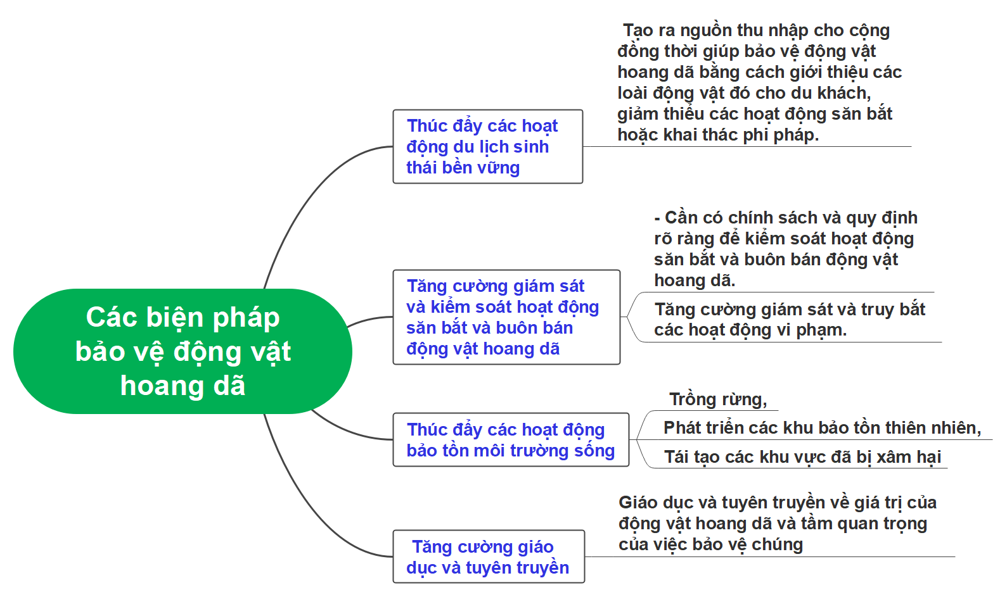 Các biện pháp
bảo vệ động vật
hoang dã
Thúc đẩy các hoạt
động du lịch sinh
thái bền vững
Tạo ra nguồn thu nhập cho cộng
đồng thời giúp bảo vệ động vật
hoang dã bằng cách giới thiệu các
loài động vật đó cho du khách,
giảm thiểu các hoạt động săn bắt
hoặc khai thác phi pháp.
Tăng cường giám sát
và kiểm soát hoạt động
săn bắt và buôn bán
động vật hoang dã
- Cần có chính sách và quy định
rõ ràng để kiểm soát hoạt động
săn bắt và buôn bán động vật
hoang dã.
Tăng cường giám sát và truy bắt
các hoạt động vi phạm.
Thúc đẩy các hoạt động
bảo tồn môi trường sống
Trồng rừng,
Phát triển các khu bảo tồn thiên nhiên,
Tái tạo các khu vực đã bị xâm hại
Tăng cường giáo
dục và tuyên truyền
Giáo dục và tuyên truyền về giá trị của
động vật hoang dã và tầm quan trọng
của việc bảo vệ chúng